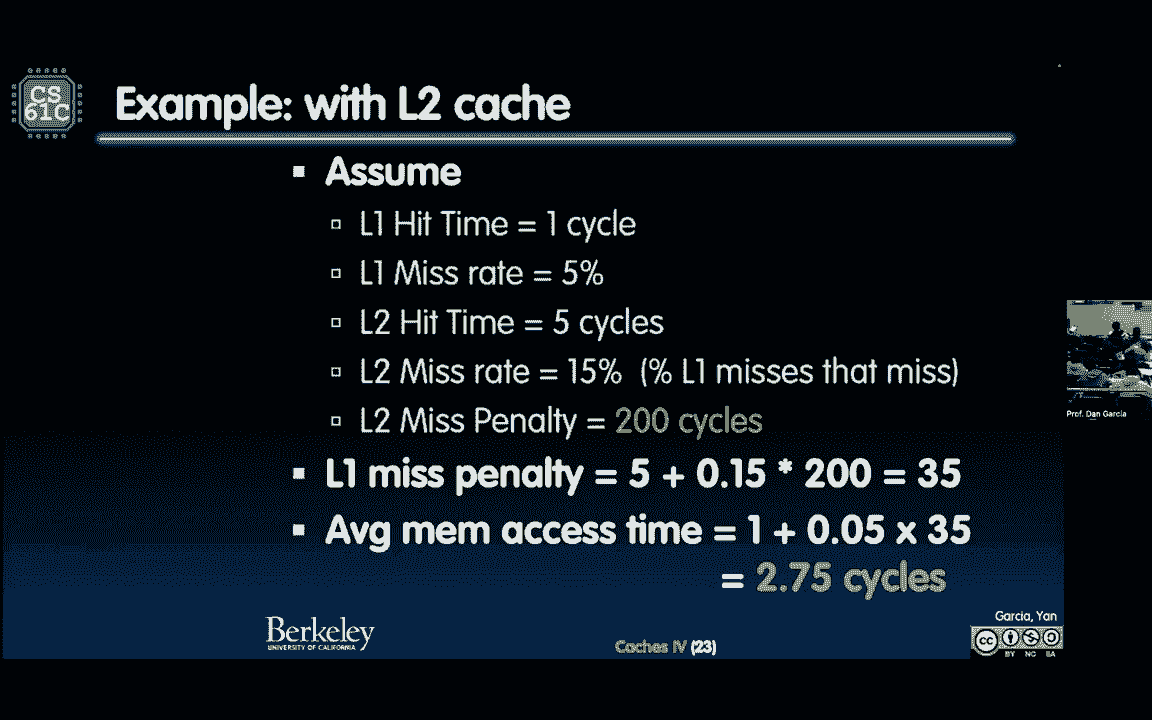 CS
61C
Example: with L2 cache
▪ Assume
▫ L1 Hit Time = 1 cycle
▫ L1 Miss rate = 5%
▫ L2 Hit Time = 5 cycles
▫ L2 Miss rate = 15% (% L1 misses that miss)
▫ L2 Miss Penalty = 200 cycles
▪ L1 miss penalty = 5 + 0.15 * 200 = 35
▪ Avg mem access time = 1 + 0.05 x 35
= 2.75 cycles
Prof. Dan Garcia
Berkeley
UNIVERSITY OF CALIFORNIA
Caches IV (23)
Garcia, Yan
cc
BY NC SA